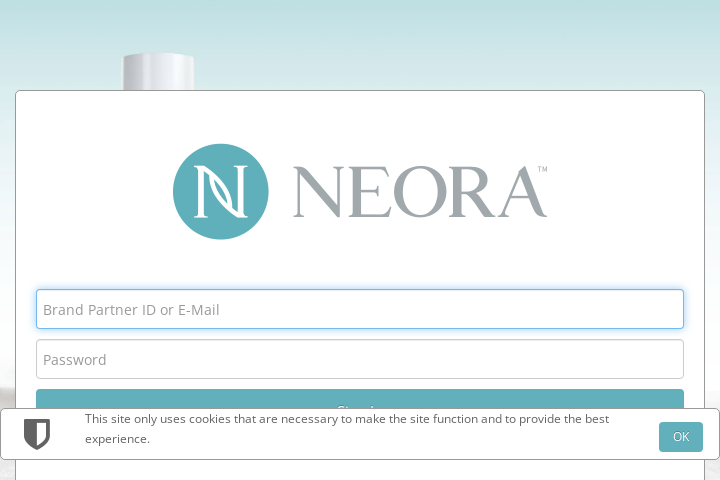 NEORA™
Brand Partner ID or E-Mail
Password
This site only uses cookies that are necessary to make the site function and to provide the best
experience.
OK